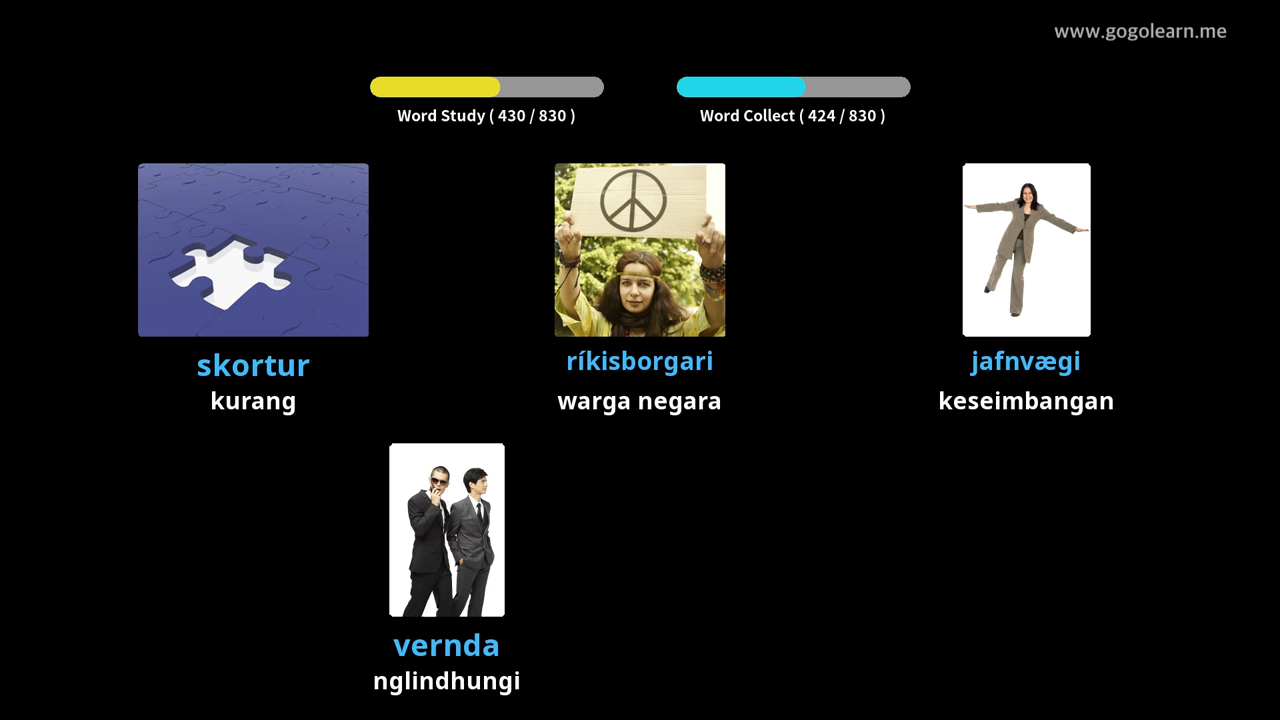 www.gogolearn.me
Word Study ( 430 / 830 )
Word Collect ( 424 / 830 )
skortur
kurang
ríkisborgari
warga negara
jafnvægi
keseimbangan
vernda
nglindhungi